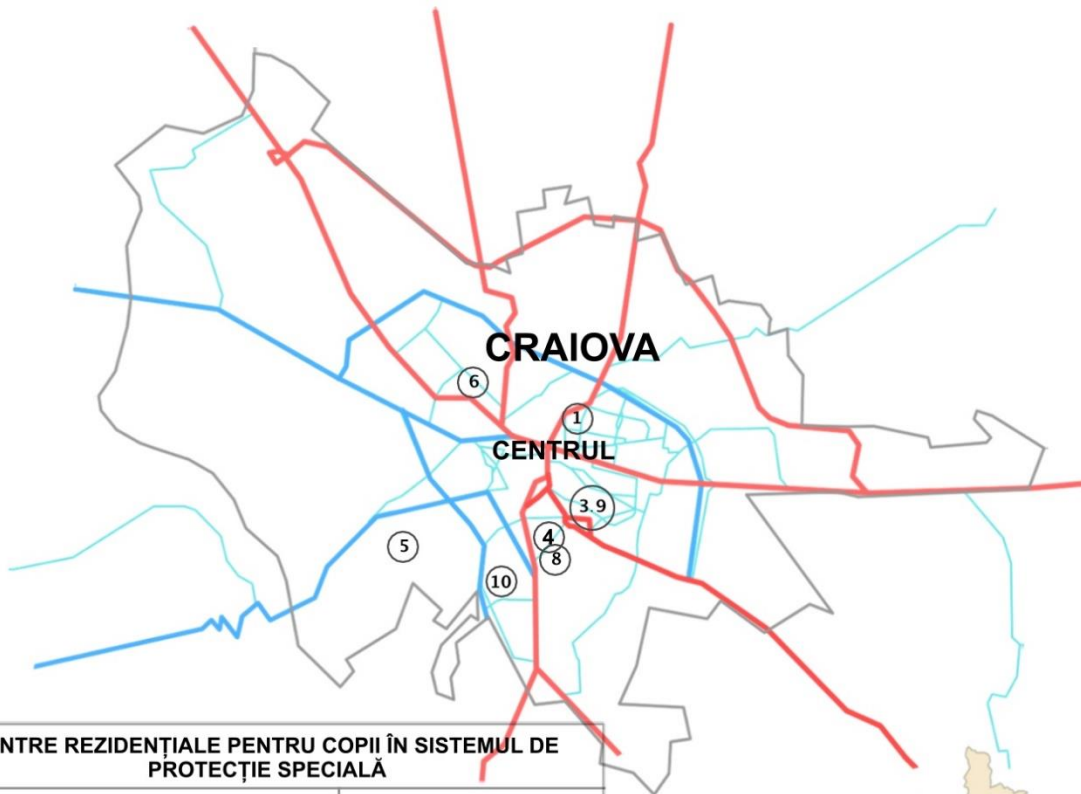 CRAIOVA
6
1
CENTRUL
3.9
4
5
8
10
NTRE REZIDENȚIALE PENTRU COPII ÎN SISTEMUL DE
PROTECȚIE SPECIALĂ